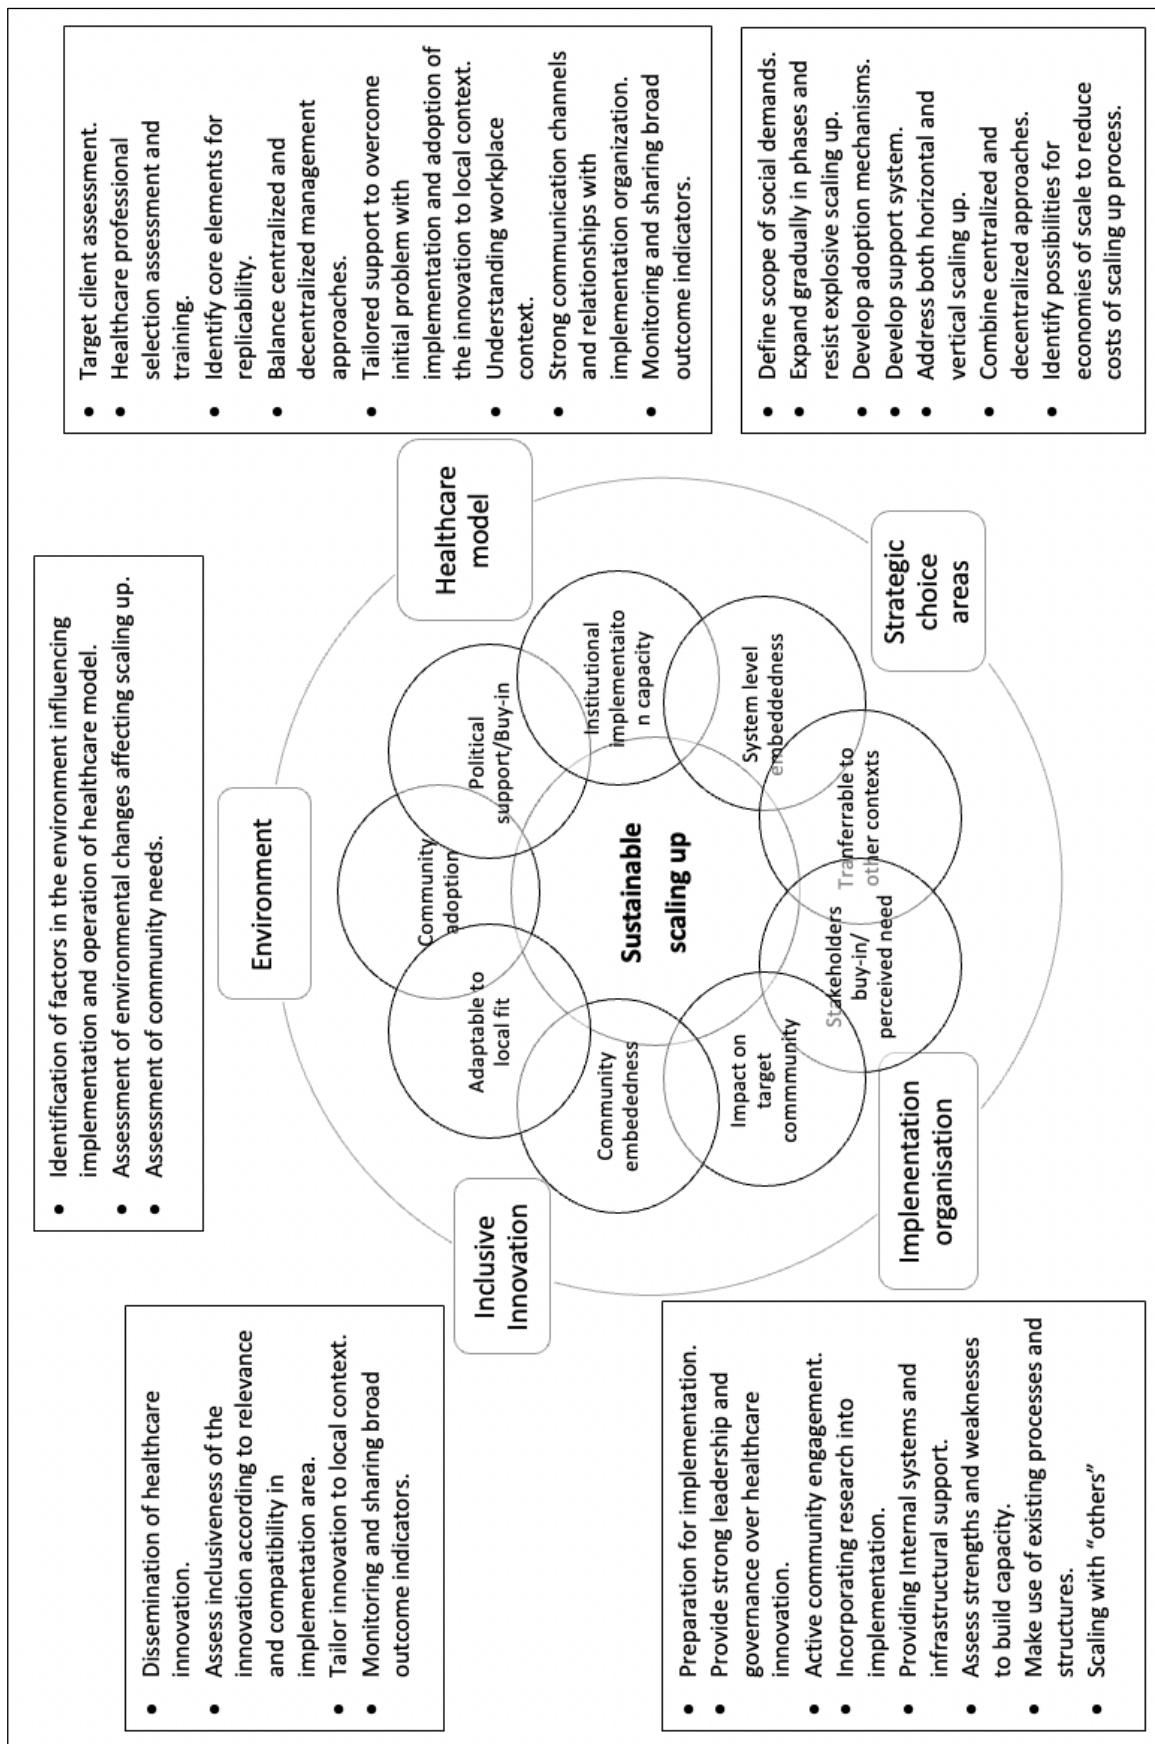 Identification of factors in the environment influencing
implementation and operation of healthcare model.
Assessment of environmental changes affecting scaling up.
Assessment of community needs.
Dissemination of healthcare
innovation.
Assess inclusiveness of the
innovation according to relevance
and compatibility in
implementation area.
Tailor innovation to local context.
Monitoring and sharing broad
outcome indicators.
Target client assessment.
Healthcare professional
selection assessment and
training.
Identify core elements for
replicability.
Balance centralized and
decentralized management
approaches.
Tailored support to overcome
initial problem with
implementation and adoption of
the innovation to local context.
Understanding workplace
context.
Strong communication channels
and relationships with
implementation organization.
Monitoring and sharing broad
outcome indicators.
Environment
Inclusive
Innovation
Healthcare
model
Community
adoption
Adaptable to
local fit
Political
support/Buy-in
Community
embededness
Institutional
implementaito
n capacity
Sustainable
scaling up
Impact on
target
commmunity
System level
embeddedness
Stakeholders
buy-in/
perceived need
Tranferrable to
other contexts
Implenentation
organisation
Strategic
choice
areas
Preparation for implementation.
Provide strong leadership and
governance over healthcare
innovation.
Active community engagement.
Incorporating research into
implementation.
Providing Internal systems and
infrastructural support.
Assess strengths and weaknesses
to build capacity.
Make use of existing processes and
structures.
Scaling with “others”
Define scope of social demands.
Expand gradually in phases and
resist explosive scaling up.
Develop adoption mechanisms.
Develop support system.
Address both horizontal and
vertical scaling up.
Combine centralized and
decentralized approaches.
Identify possibilities for
economies of scale to reduce
costs of scaling up process.